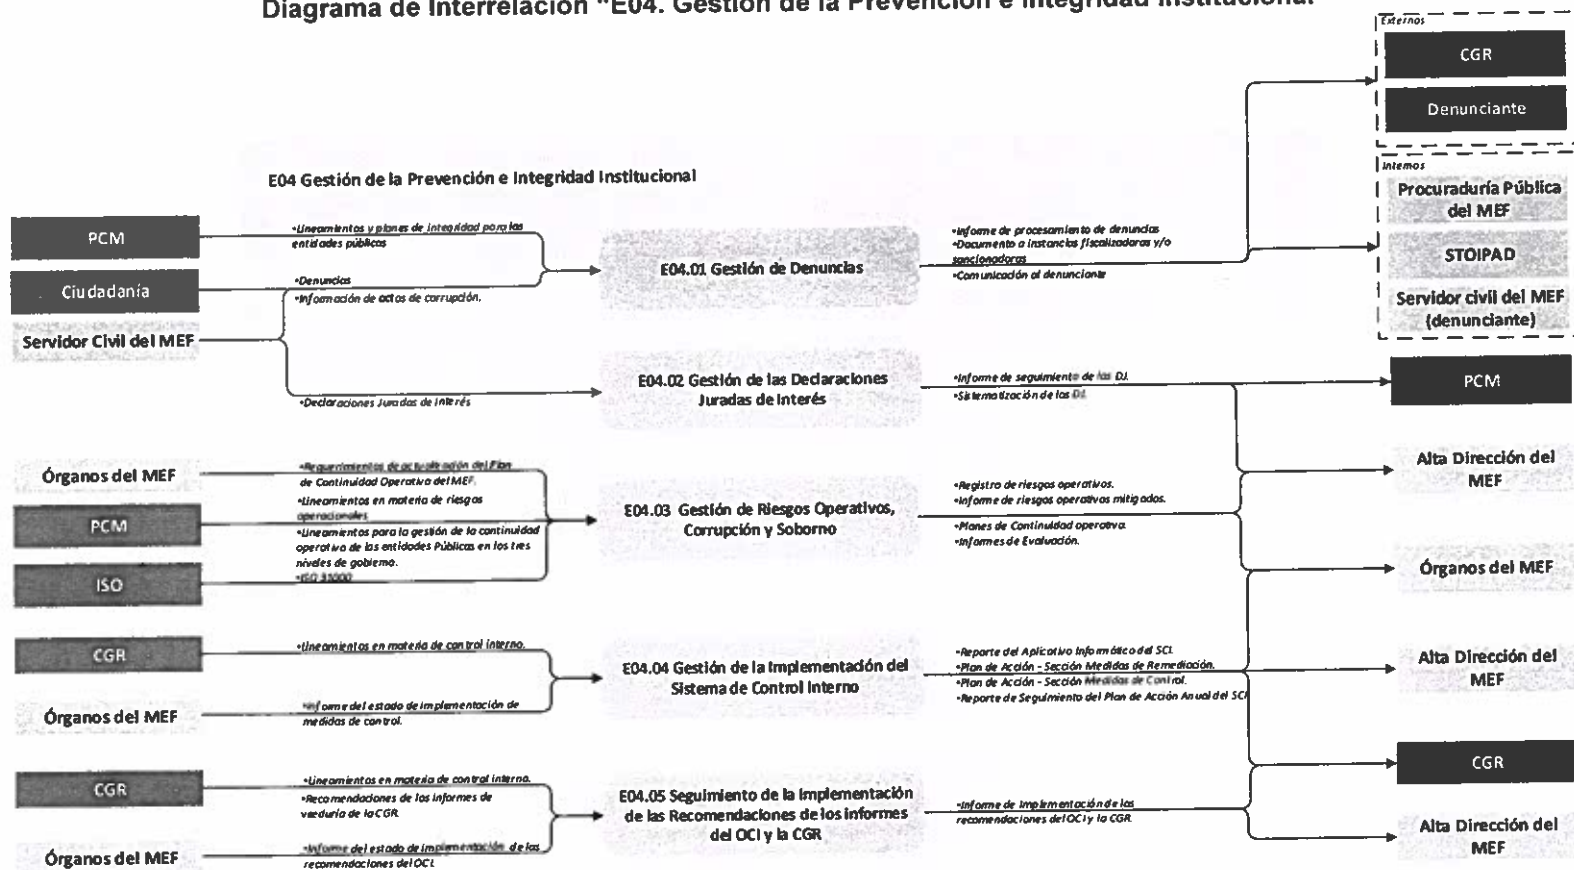 Diagrama de Interrelación "E04. Gestión de la Prevención e Integridad Institucional"
Externos
CGR
Denunciante
Internos
Procuraduría Pública
del MEF
STOIPAD
Servidor civil del MEF
(denunciante)
E04 Gestión de la Prevención e Integridad Institucional
PCM
•Lineamientos y planes de integridad para las
entidades públicas
Ciudadanía
•Denuncias
•Información de actos de corrupción.
Servidor Civil del MEF
E04.01 Gestión de Denuncias
•Informe de procesamiento de denuncias
•Documento a instancias fiscalizadoras y/o
sancionadoras
•Comunicación al denunciante
•Declaraciones Juradas de Interés
E04.02 Gestión de las Declaraciones
Juradas de Interés
•Informe de seguimiento de las DJ.
•Sistematización de las DJ.
PCM
Órganos del MEF
•Requerimientos de actualización del Plan
de Continuidad Operativa del MEF.
•Lineamientos en materia de riesgos
operacionales
PCM
•Lineamientos para la gestión de la continuidad
operativa de las entidades Públicas en los tres
niveles de gobierno.
•ISO 31000
ISO
E04.03 Gestión de Riesgos Operativos,
Corrupción y Soborno
•Registro de riesgos operativos.
•Informe de riesgos operativos mitigados.
•Planes de Continuidad operativa.
•Informes de Evaluación.
Alta Dirección del
MEF
Órganos del MEF
CGR
•Lineamientos en materia de control interno.
Órganos del MEF
•Informe del estado de implementación de
medidas de control.
E04.04 Gestión de la Implementación del
Sistema de Control Interno
•Reporte del Aplicativo Informático del SCI.
•Plan de Acción - Sección Medidas de Remediación.
•Plan de Acción - Sección Medidas de Control.
•Reporte de Seguimiento del Plan de Acción Anual del SCI
Alta Dirección del
MEF
CGR
•Lineamientos en materia de control interno.
•Recomendaciones de los informes de
veeduría de la CGR
Órganos del MEF
•Informe del estado de implementación de las
recomendaciones del OCI.
E04.05 Seguimiento de la Implementación
de las Recomendaciones de los informes
del OCI y la CGR
•Informe de Implementación de las
recomendaciones del OCI y la CGR
CGR
Alta Dirección del
MEF